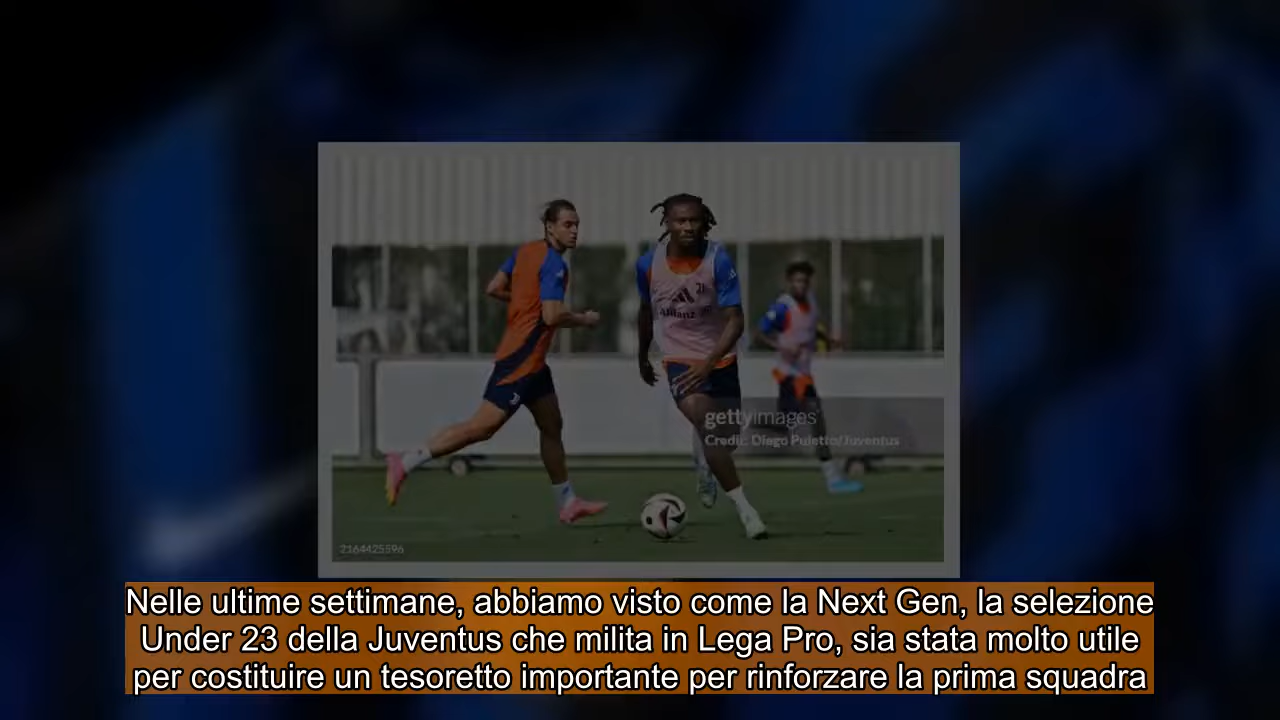 Allianz
gettyimages
Credit: Diego Puletto/Juventus
2164425596
Nelle ultime settimane, abbiamo visto come la Next Gen, la selezione
Under 23 della Juventus che milita in Lega Pro, sia stata molto utile
per costituire un tesoretto importante per rinforzare la prima squadra